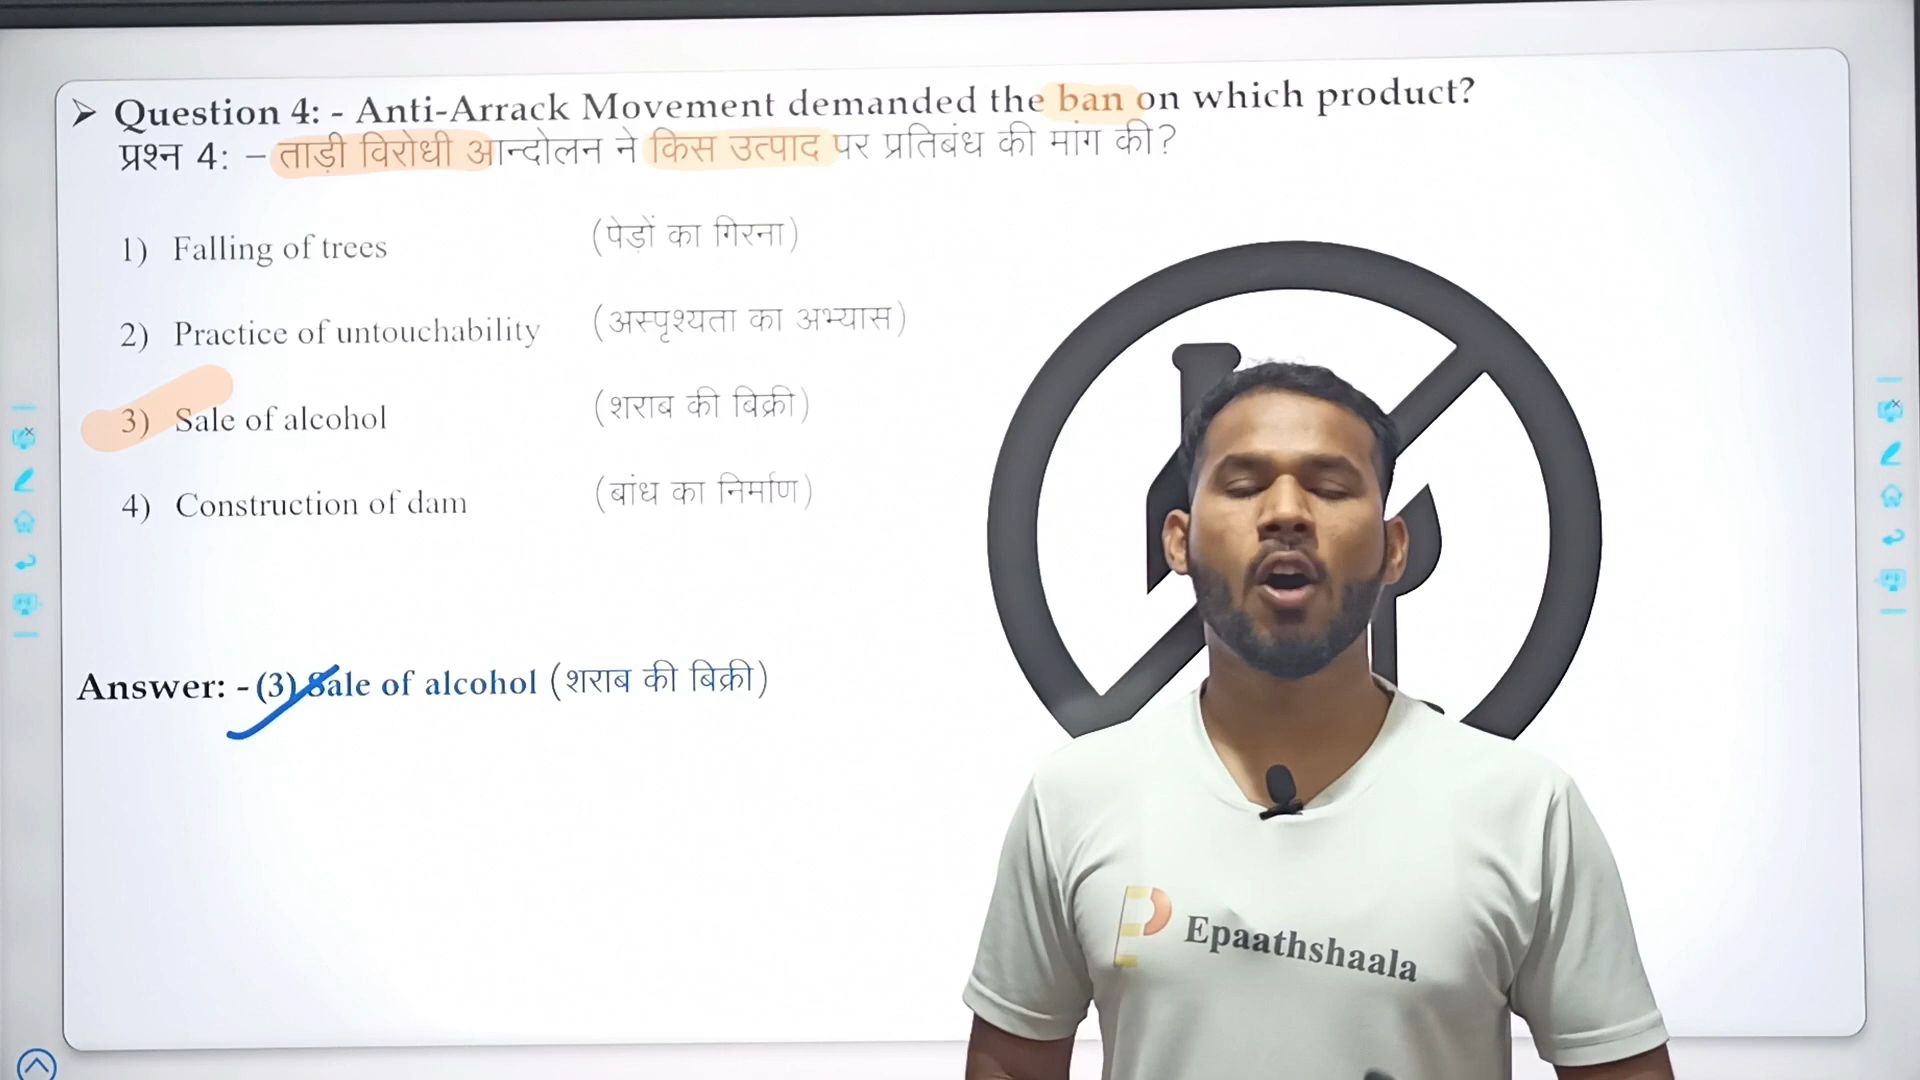 ➢ Question 4: - Anti-Arrack Movement demanded the ban on which product?
प्रश्न 4: – ताड़ी विरोधी आन्दोलन ने किस उत्पाद पर प्रतिबंध की मांग की?
1) Falling of trees (पेड़ों का गिरना)
2) Practice of untouchability (अस्पृश्यता का अभ्यास)
3) Sale of alcohol (शराब की बिक्री)
4) Construction of dam (बांध का निर्माण)
Answer: - (3) Sale of alcohol (शराब की बिक्री)
Epaathshaala